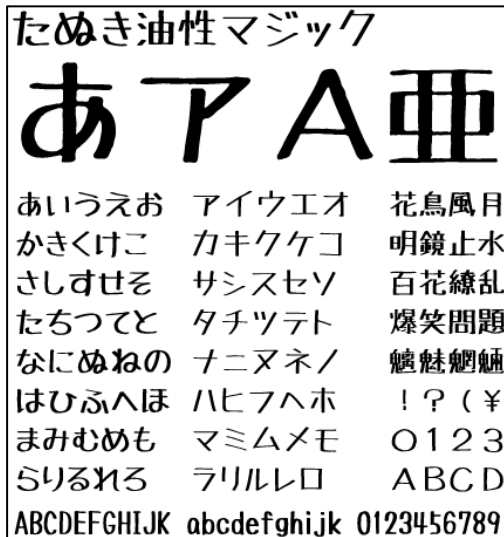 たぬき油性マジック
あアA亜
あいうえお アイウエオ 花鳥風月
かきくけこ カキクケコ 明鏡止水
さしすせそ サシスセソ 百花繚乱
たちつてと タチツテト 爆笑問題
なにぬねの ナニヌネノ 魑魅魍魎
はひふへほ ハヒフヘホ !?(¥
まみむめも マミムメモ 0123
らりるれろ ラリルレロ ABCD
ABCDEFGHIJK abcdefghijk 0123456789